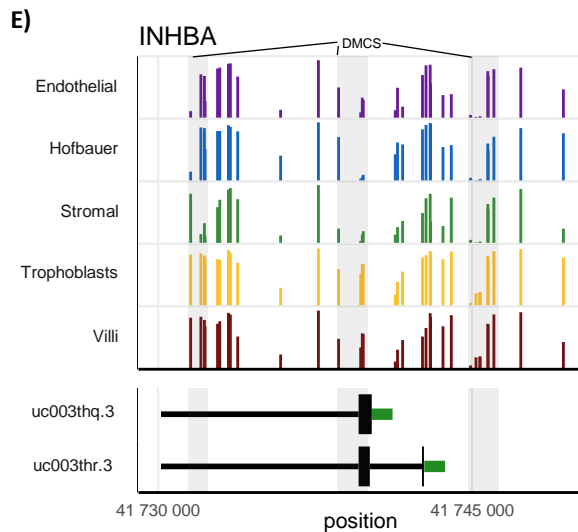 E)
INHBA
DMCS
Endothelial
Hofbauer
Stromal
Trophoblasts
Villi
uc003thq.3
uc003thr.3
41 730 000
41 745 000
position